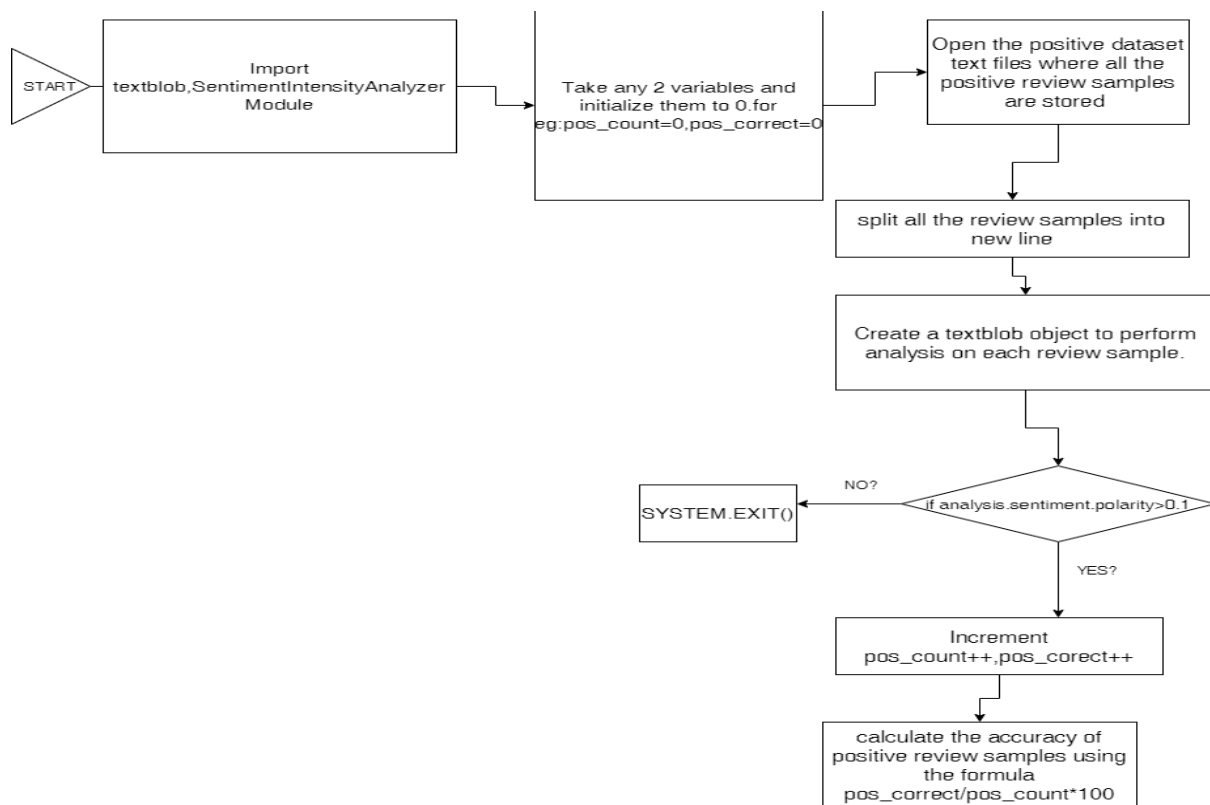 START
Import
textblob,SentimentIntensityAnalyzer
Module
Take any 2 variables and
initialize them to 0.for
eg:pos_count=0,pos_correct=0
Open the positive dataset
text files where all the
positive review samples
are stored
split all the review samples into
new line
Create a textblob object to perform
analysis on each review sample.
if analysis.sentiment.polarity>0.1
NO?
SYSTEM.EXIT()
YES?
Increment
pos_count++,pos_corect++
calculate the accuracy of
positive review samples using
the formula
pos_correct/pos_count*100